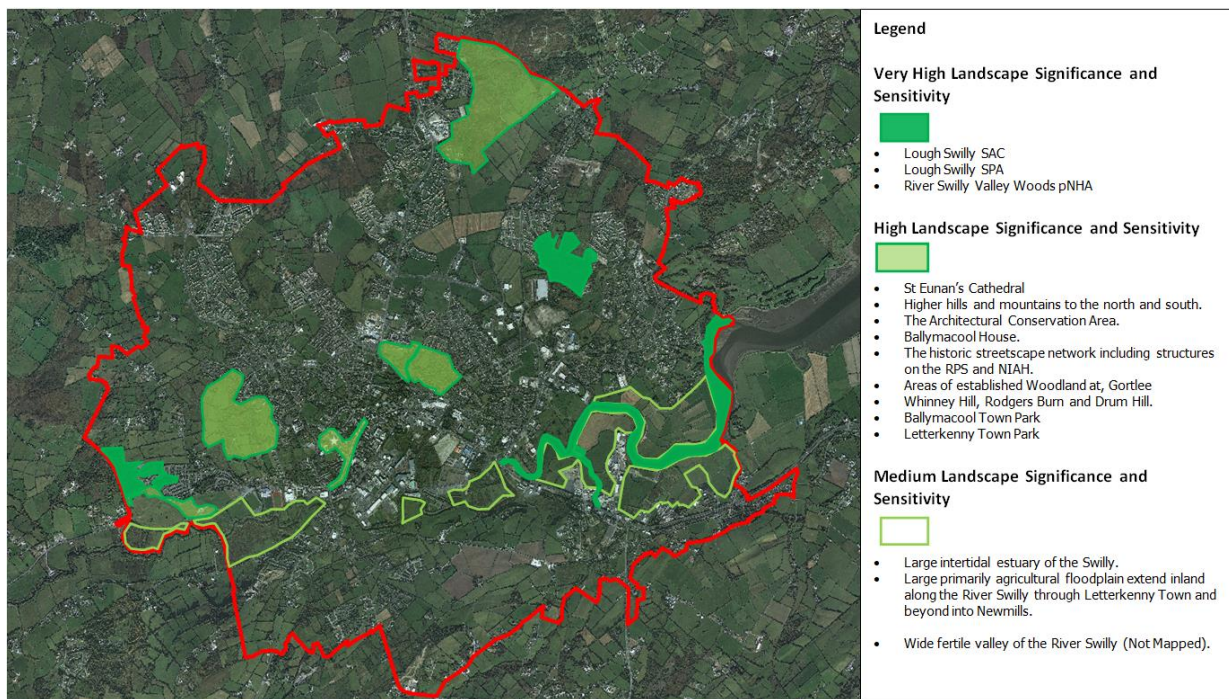 Legend
Very High Landscape Significance and
Sensitivity
• Lough Swilly SAC
• Lough Swilly SPA
• River Swilly Valley Woods pNHA
High Landscape Significance and Sensitivity
• St Eunan's Cathedral
• Higher hills and mountains to the north and south.
• The Architectural Conservation Area.
• Ballymacool House.
• The historic streetscape network including structures
on the RPS and NIAH.
• Areas of established Woodland at, Gortlee
• Whinney Hill, Rodgers Burn and Drum Hill.
• Ballymacool Town Park
• Letterkenny Town Park
Medium Landscape Significance and
Sensitivity
• Large intertidal estuary of the Swilly.
• Large primarily agricultural floodplain extend inland
along the River Swilly through Letterkenny Town and
beyond into Newmills.
• Wide fertile valley of the River Swilly (Not Mapped).